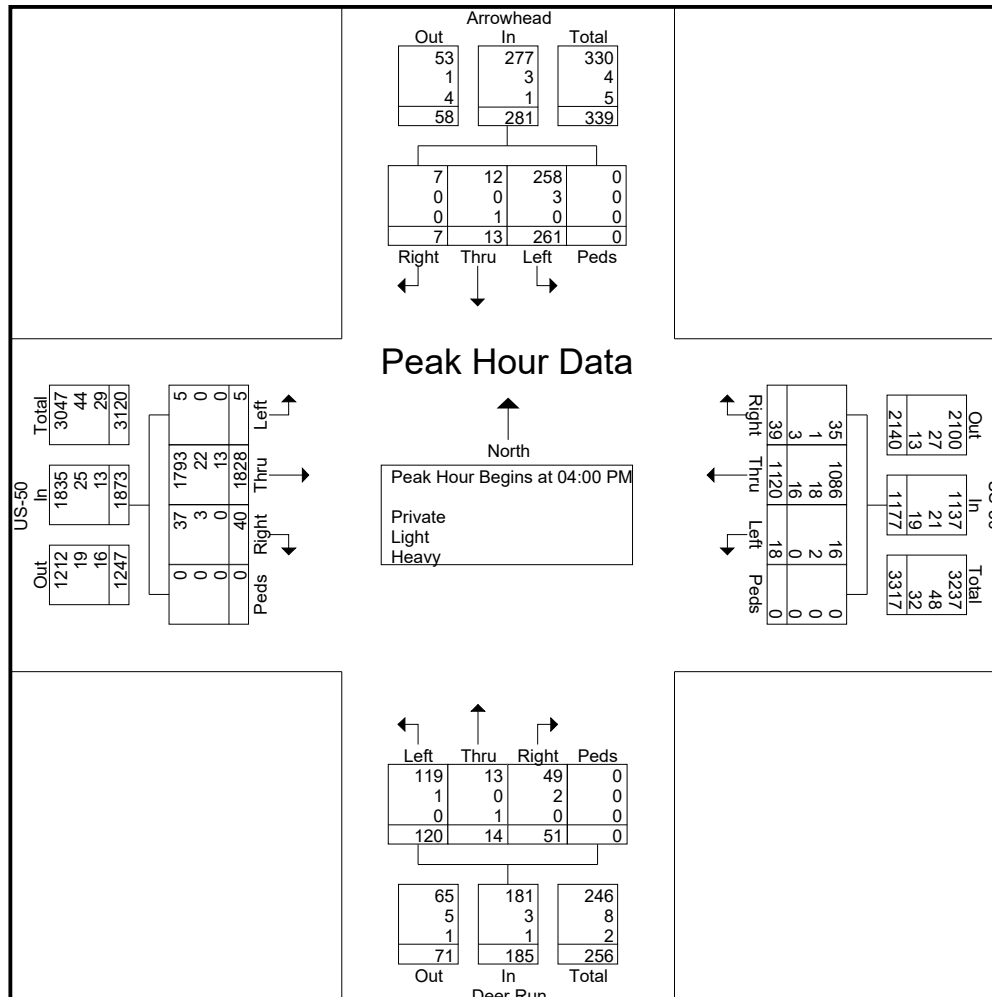 Arrowhead
Out In Total
53 277 330
1 3 4
4 1 5
58 281 339
7 12 258 0
0 0 3 0
0 1 0 0
7 13 261 0
Right Thru Left Peds
Peak Hour Data
North
Peak Hour Begins at 04:00 PM
Private
Light
Heavy
US-50
Out In Total
1212 1835 3047
19 25 44
16 13 29
1247 1873 3120
Peds Right Thru Left
0 37 1793 5
0 3 22 0
0 0 13 0
0 40 1828 5
Out In Total
2100 1137 3237
27 21 48
13 19 32
2140 1177 3317
Right Thru Left Peds
35 1086 16 0
1 18 2 0
3 16 0 0
39 1120 18 0
Left Thru Right Peds
119 13 49 0
1 0 2 0
0 1 0 0
120 14 51 0
65 181 246
5 3 8
1 1 2
71 185 256
Out In Total
Deer Run